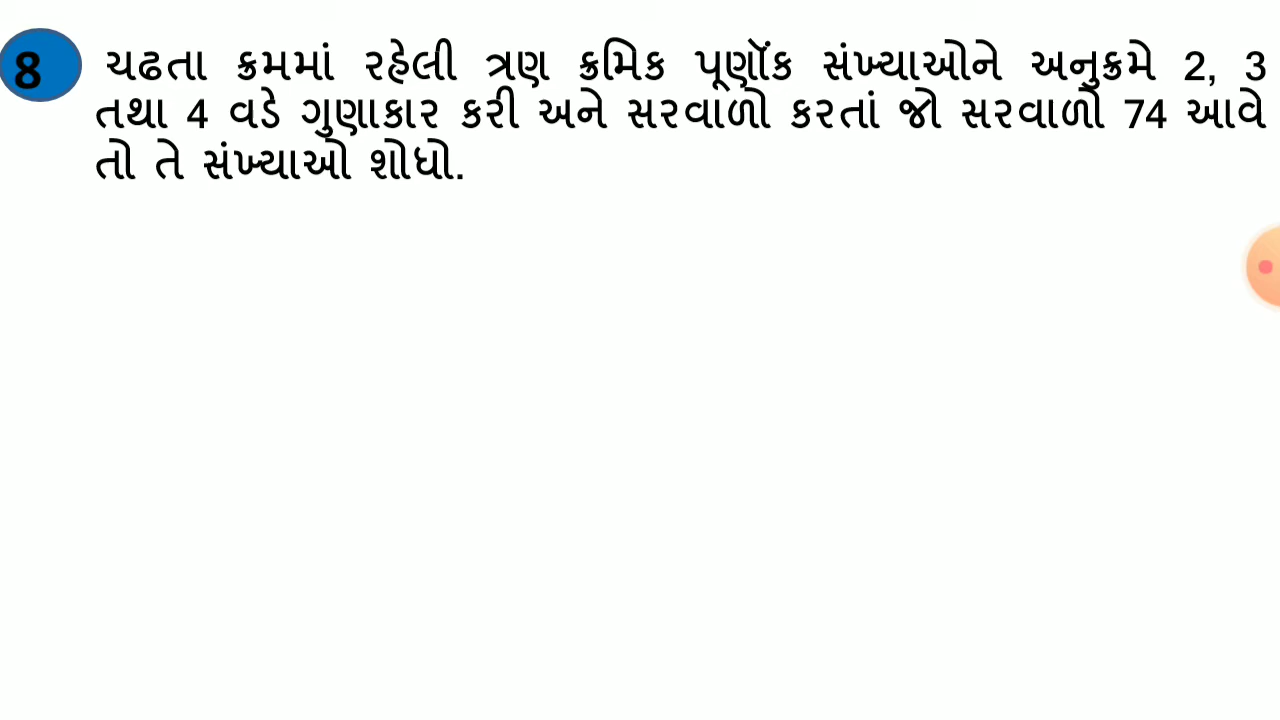 8 ચઢતા ક્રમમાં રહેલી ત્રણ ક્રમિક પૂણૉંક સંખ્યાઓને અનુક્રમે 2, 3
તથા 4 વડે ગુણાકાર કરી અને સરવાળો કરતાં જો સરવાળો 74 આવે
તો તે સંખ્યાઓ શોધો.